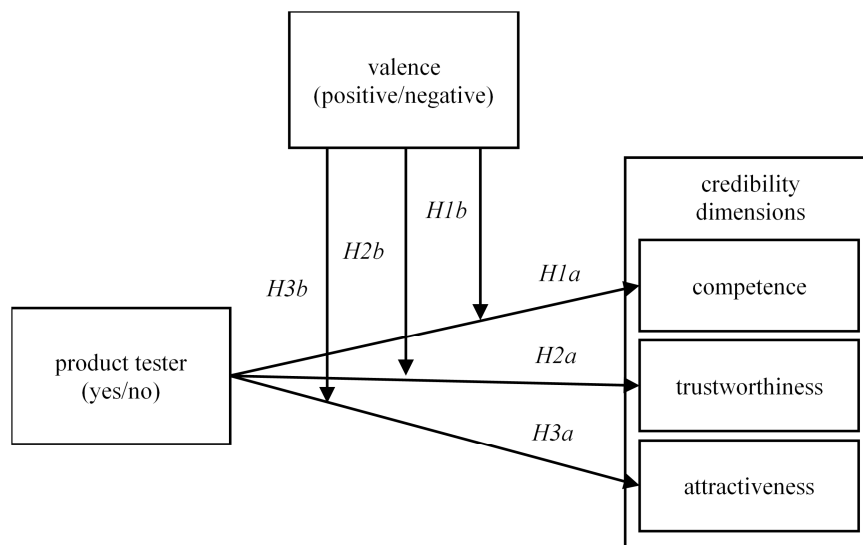 valence
(positive/negative)
credibility
dimensions
H1b
H2b
H3b
H1a
competence
product tester
(yes/no)
H2a
trustworthiness
H3a
attractiveness